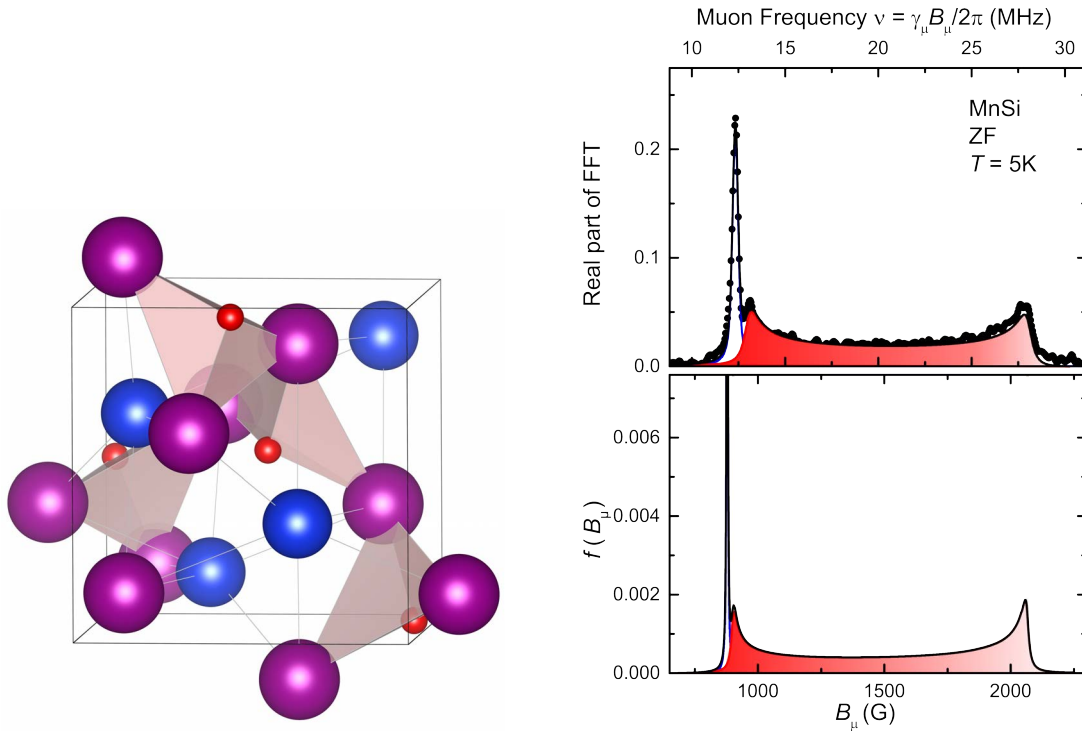 Muon Frequency ν = γμBμ/2π (MHz)
10 15 20 25 30
MnSi
ZF
T = 5K
Real part of FFT
0.2
0.1
0.0
f (Bμ)
0.006
0.004
0.002
0.000
1000 1500 2000
Bμ (G)